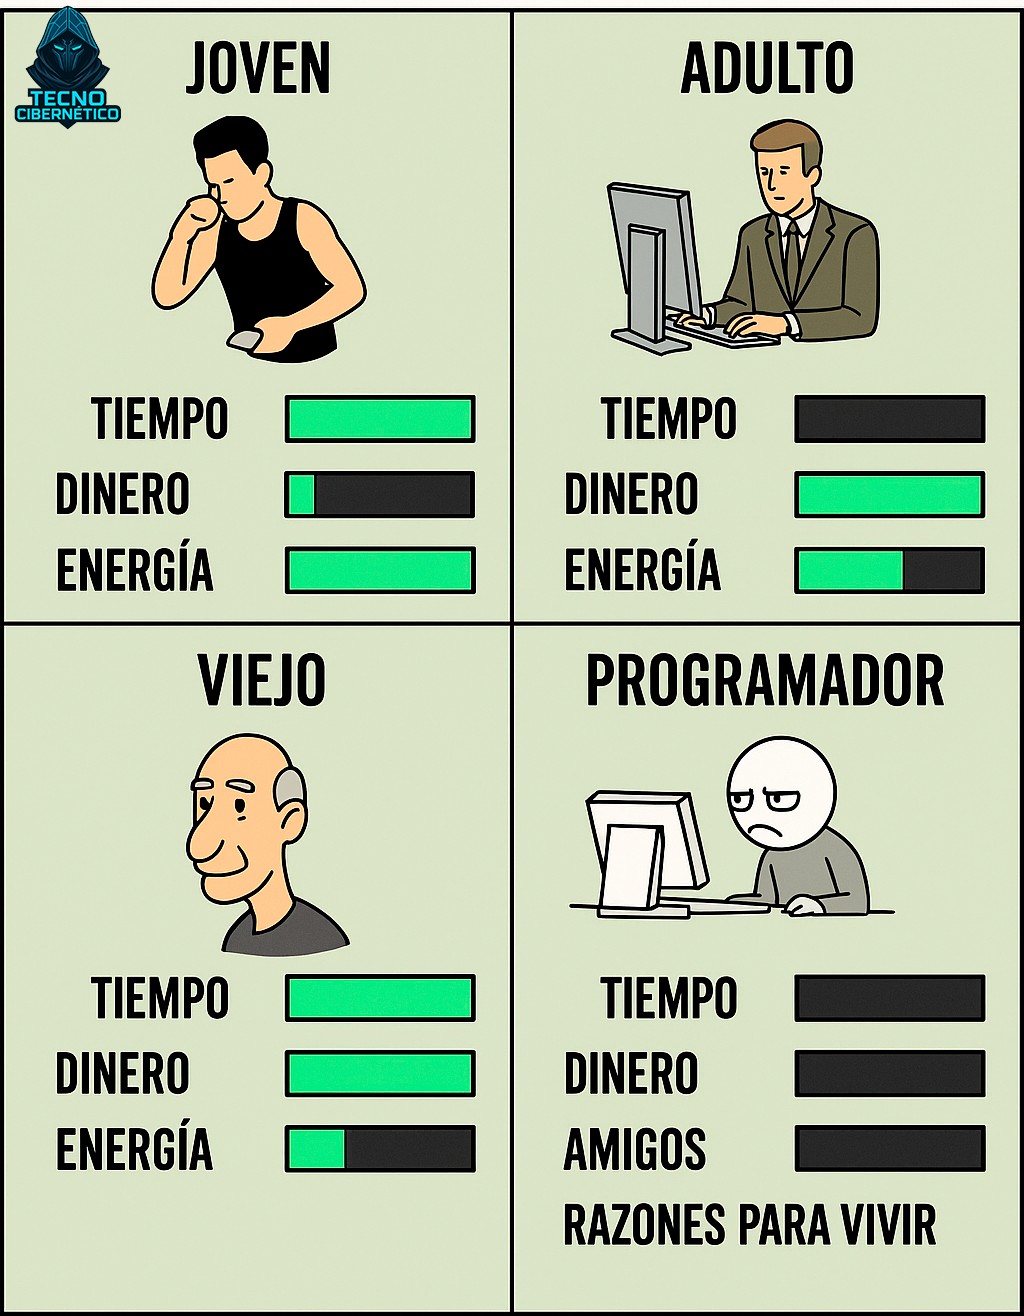 TECNO
CIBERNÉTICO
JOVEN
TIEMPO
DINERO
ENERGÍA
ADULTO
TIEMPO
DINERO
ENERGÍA
VIEJO
TIEMPO
DINERO
ENERGÍA
PROGRAMADOR
TIEMPO
DINERO
AMIGOS
RAZONES PARA VIVIR